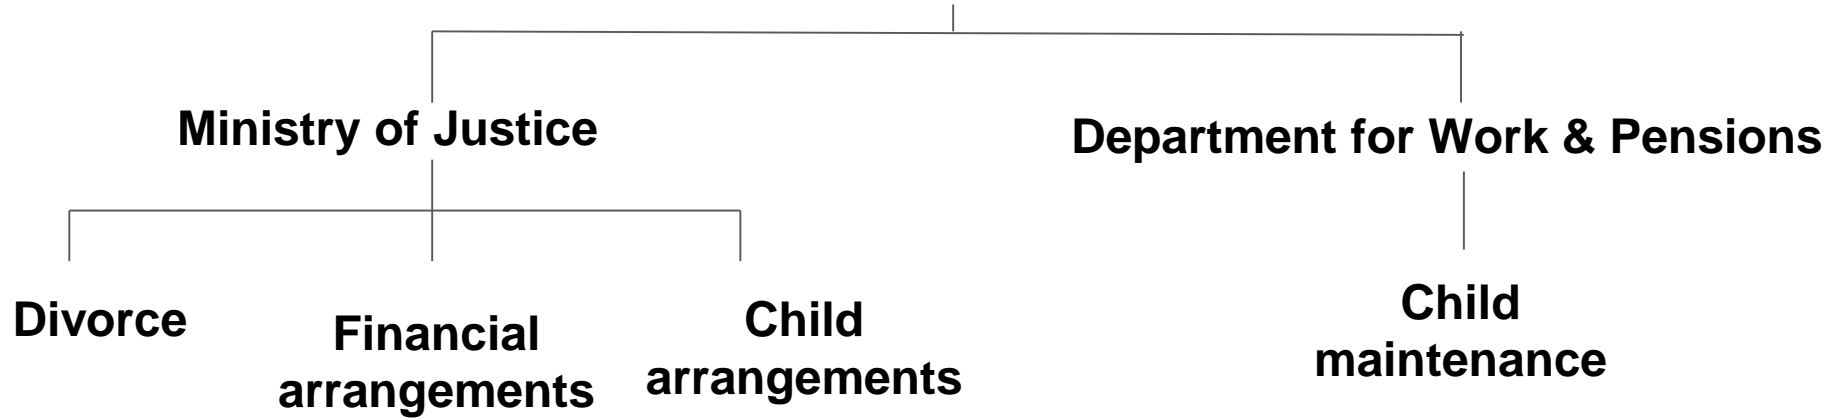 Ministry of Justice
Department for Work & Pensions
Divorce
Financial
arrangements
Child
arrangements
Child
maintenance